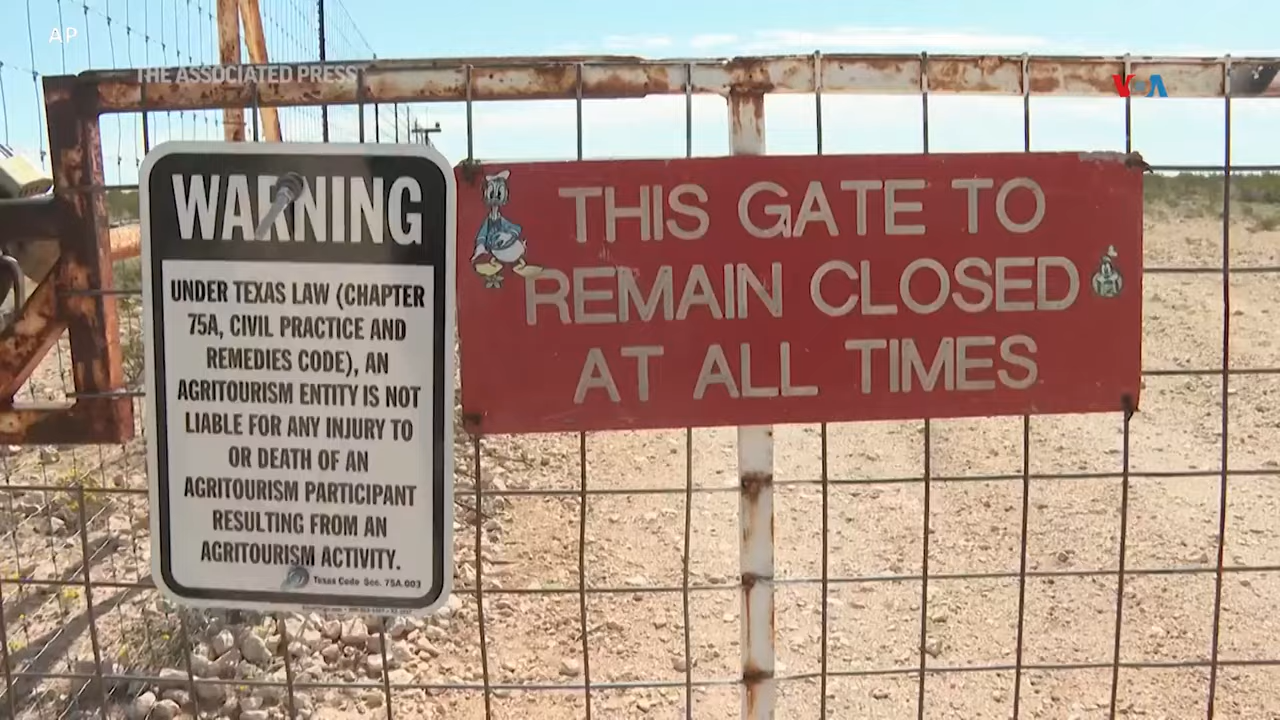 AP
THE ASSOCIATED PRESS
VOA
WARNING
UNDER TEXAS LAW (CHAPTER
75A, CIVIL PRACTICE AND
REMEDIES CODE), AN
AGRITOURISM ENTITY IS NOT
LIABLE FOR ANY INJURY TO
OR DEATH OF AN
AGRITOURISM PARTICIPANT
RESULTING FROM AN
AGRITOURISM ACTIVITY.
Texas Code Sec. 75A.003
THIS GATE TO
REMAIN CLOSED
AT ALL TIMES